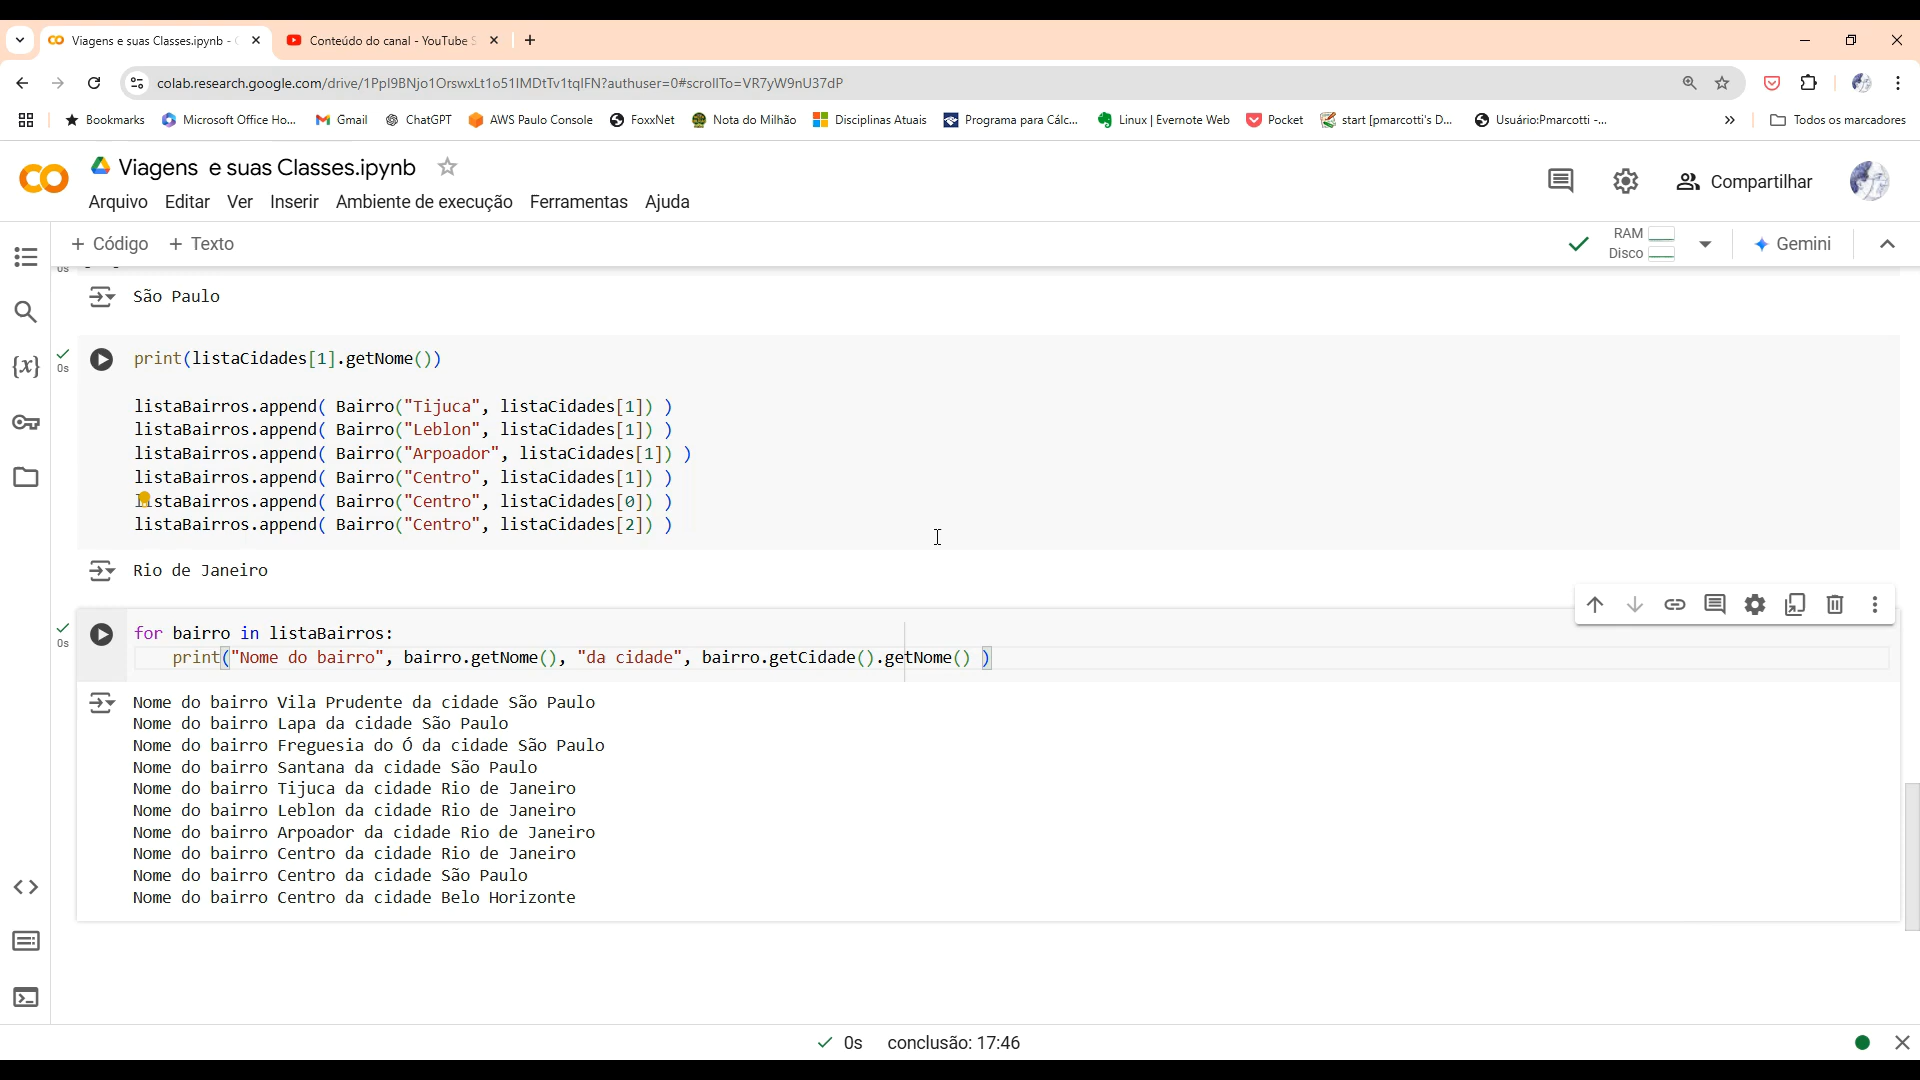 Viagens e suas Classes.ipynb -
Conteúdo do canal - YouTube S
colab.research.google.com/drive/1PpI9BNjo1OrswxLt1o51IMDtTv1tqIFN?authuser=0#scrollTo=VR7yW9nU37dP
Bookmarks
Microsoft Office Ho...
Gmail
ChatGPT
AWS Paulo Console
FoxxNet
Nota do Milhão
Disciplinas Atuais
Programa para Cálc...
Linux | Evernote Web
Pocket
start [pmarcotti's D...
Usuário:Pmarcotti -...
»
Todos os marcadores
Viagens e suas Classes.ipynb
Compartilhar
Arquivo Editar Ver Inserir Ambiente de execução Ferramentas Ajuda
+ Código + Texto
RAM
Disco
Gemini
0s
São Paulo
print(listaCidades[1].getNome())
0s
listaBairros.append( Bairro("Tijuca", listaCidades[1]) )
listaBairros.append( Bairro("Leblon", listaCidades[1]) )
listaBairros.append( Bairro("Arpoador", listaCidades[1]) )
listaBairros.append( Bairro("Centro", listaCidades[1]) )
listaBairros.append( Bairro("Centro", listaCidades[0]) )
listaBairros.append( Bairro("Centro", listaCidades[2]) )
Rio de Janeiro
for bairro in listaBairros:
0s
print("Nome do bairro", bairro.getNome(), "da cidade", bairro.getCidade().getNome() )
Nome do bairro Vila Prudente da cidade São Paulo
Nome do bairro Lapa da cidade São Paulo
Nome do bairro Freguesia do Ó da cidade São Paulo
Nome do bairro Santana da cidade São Paulo
Nome do bairro Tijuca da cidade Rio de Janeiro
Nome do bairro Leblon da cidade Rio de Janeiro
Nome do bairro Arpoador da cidade Rio de Janeiro
Nome do bairro Centro da cidade Rio de Janeiro
Nome do bairro Centro da cidade São Paulo
Nome do bairro Centro da cidade Belo Horizonte
0s conclusão: 17:46